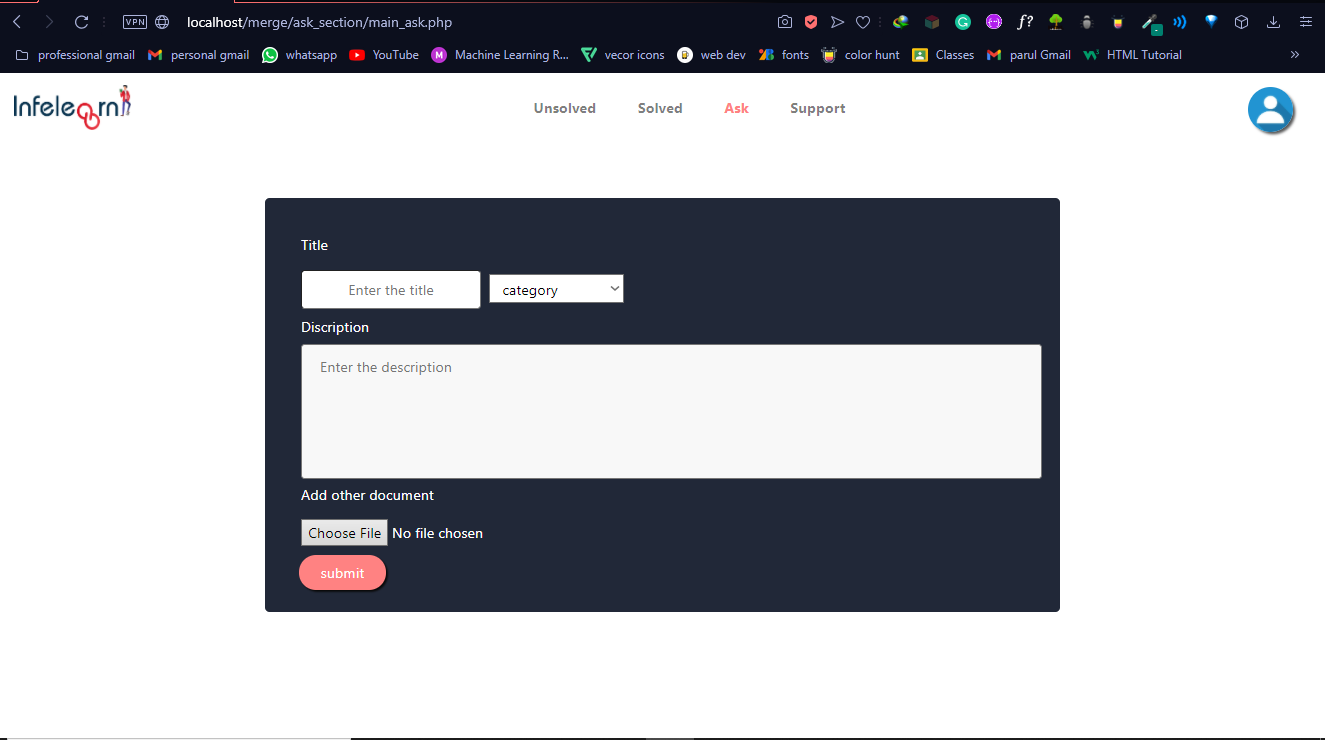 VPN localhost/merge/ask_section/main_ask.php f?
professional gmail personal gmail whatsapp YouTube M Machine Learning R... vecor icons web dev fonts color hunt Classes parul Gmail HTML Tutorial »
Infelearn Unsolved Solved Ask Support
Title
Enter the title category
Discription
Enter the description
Add other document
Choose File No file chosen
submit